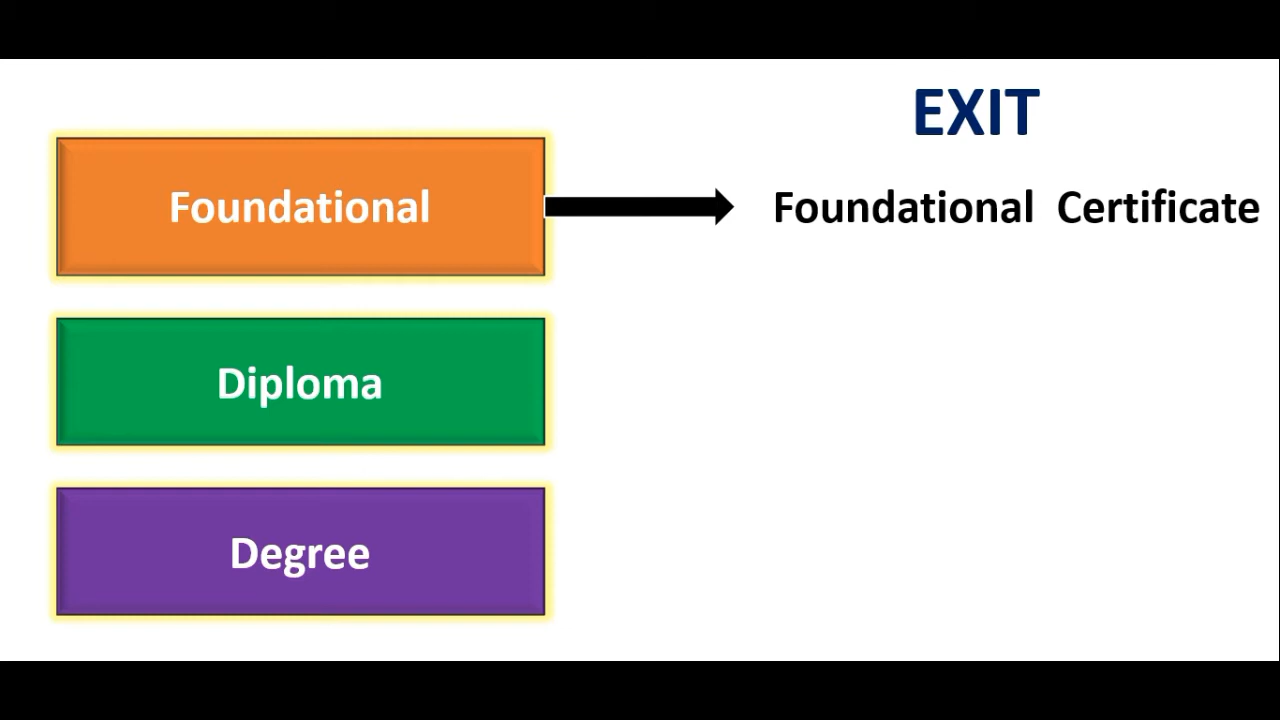 EXIT
Foundational
Foundational Certificate
Diploma
Degree